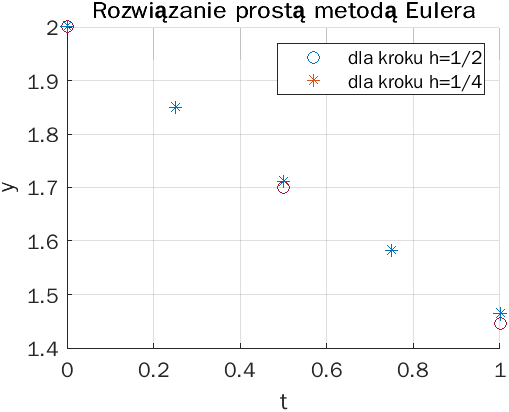 Rozwiązanie prostą metodą Eulera
dla kroku h=1/2
dla kroku h=1/4
y
2
1.9
1.8
1.7
1.6
1.5
1.4
0 0.2 0.4 0.6 0.8 1
t